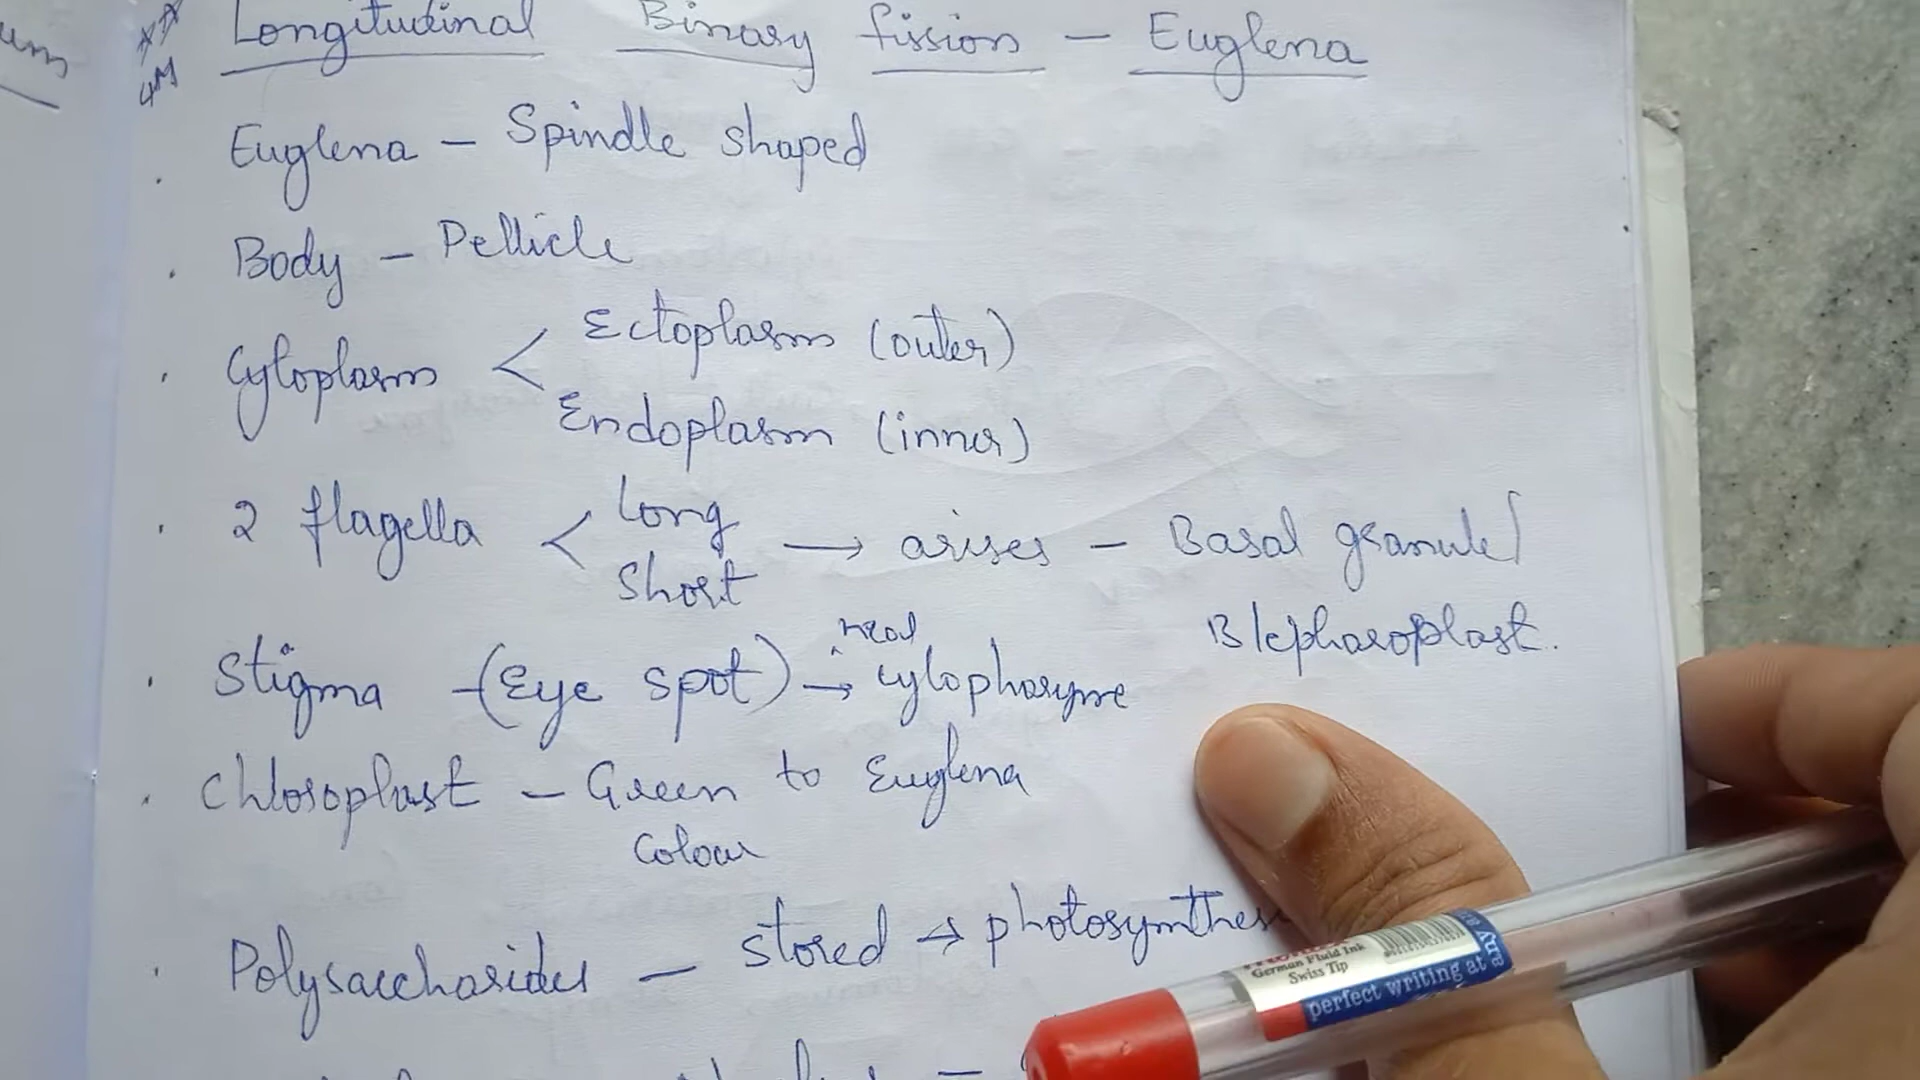 ** Longitudinal Binary fission – Euglena
4M
· Euglena – Spindle shaped
· Body – Pellicle
· Cytoplasm < Ectoplasm (outer)
Endoplasm (inner)
· 2 flagella < Long
Short → arises – Basal granule/
Blepharoplast.
· Stigma – (Eye spot) → near cytopharynx
· Chloroplast – Green to Euglena
Colour
· Polysaccharides – stored → photosynthes
German Fluid Ink
Swiss Tip
perfect writing at any